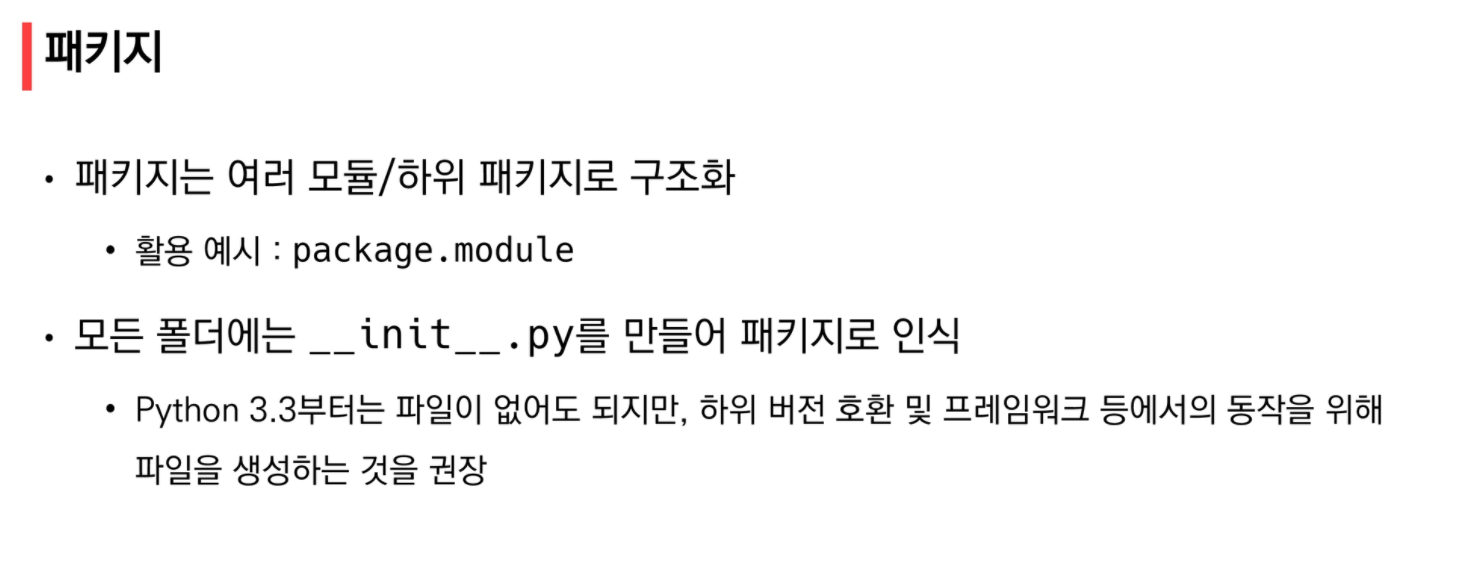 패키지
• 패키지는 여러 모듈/하위 패키지로 구조화
• 활용 예시 : package.module
• 모든 폴더에는 __init__.py를 만들어 패키지로 인식
• Python 3.3부터는 파일이 없어도 되지만, 하위 버전 호환 및 프레임워크 등에서의 동작을 위해
파일을 생성하는 것을 권장